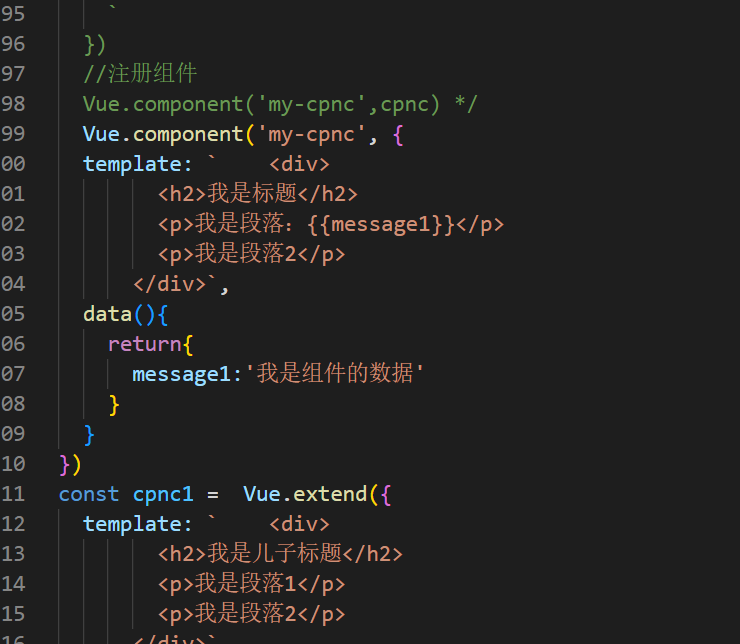 95          `
96      })
97      //注册组件
98      Vue.component('my-cpnc',cpnc) */
99      Vue.component('my-cpnc', {
00      template: `    <div>
01            <h2>我是标题</h2>
02            <p>我是段落: {{message1}}</p>
03            <p>我是段落2</p>
04          </div>`,
05      data(){
06        return{
07          message1:'我是组件的数据'
08        }
09      }
10    })
11    const cpnc1 =  Vue.extend({
12      template: `    <div>
13            <h2>我是儿子标题</h2>
14            <p>我是段落1</p>
15            <p>我是段落2</p>
16          </div>`